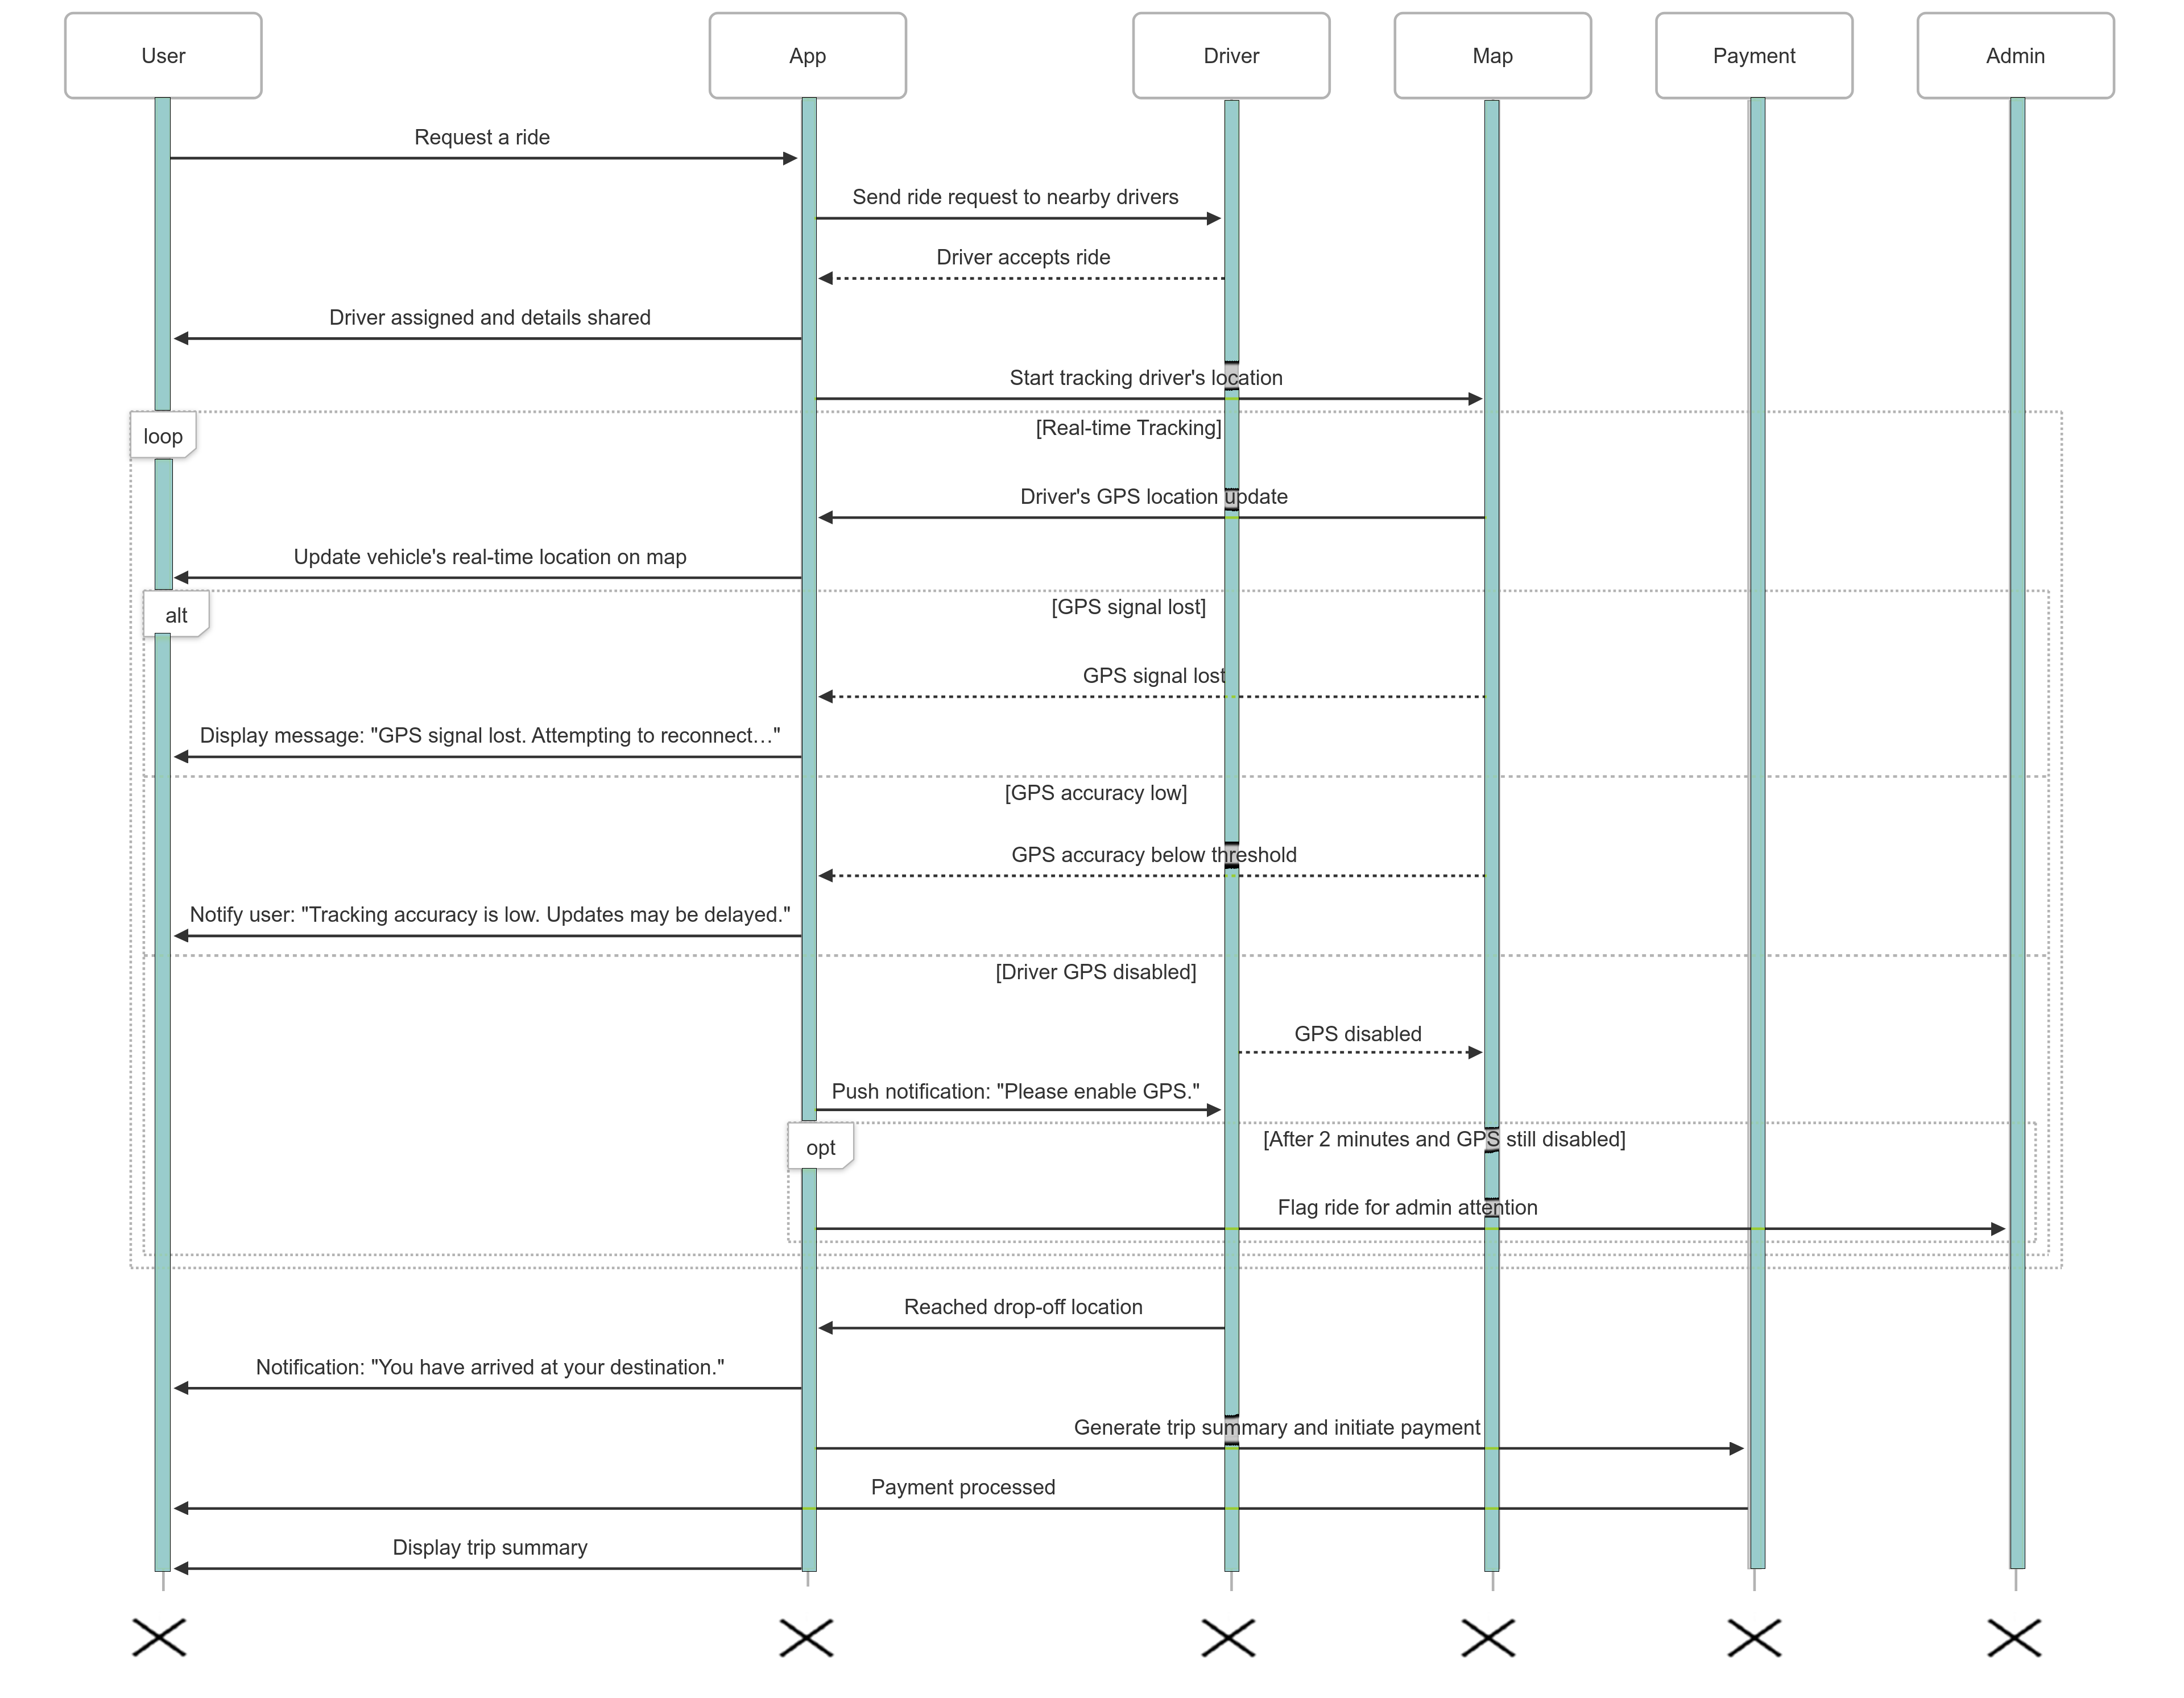 User
App
Driver
Map
Payment
Admin
Request a ride
Send ride request to nearby drivers
Driver accepts ride
Driver assigned and details shared
Start tracking driver's location
loop
[Real-time Tracking]
Driver's GPS location update
Update vehicle's real-time location on map
alt
[GPS signal lost]
GPS signal lost
Display message: "GPS signal lost. Attempting to reconnect…"
[GPS accuracy low]
GPS accuracy below threshold
Notify user: "Tracking accuracy is low. Updates may be delayed."
[Driver GPS disabled]
GPS disabled
Push notification: "Please enable GPS."
opt
[After 2 minutes and GPS still disabled]
Flag ride for admin attention
Reached drop-off location
Notification: "You have arrived at your destination."
Generate trip summary and initiate payment
Payment processed
Display trip summary